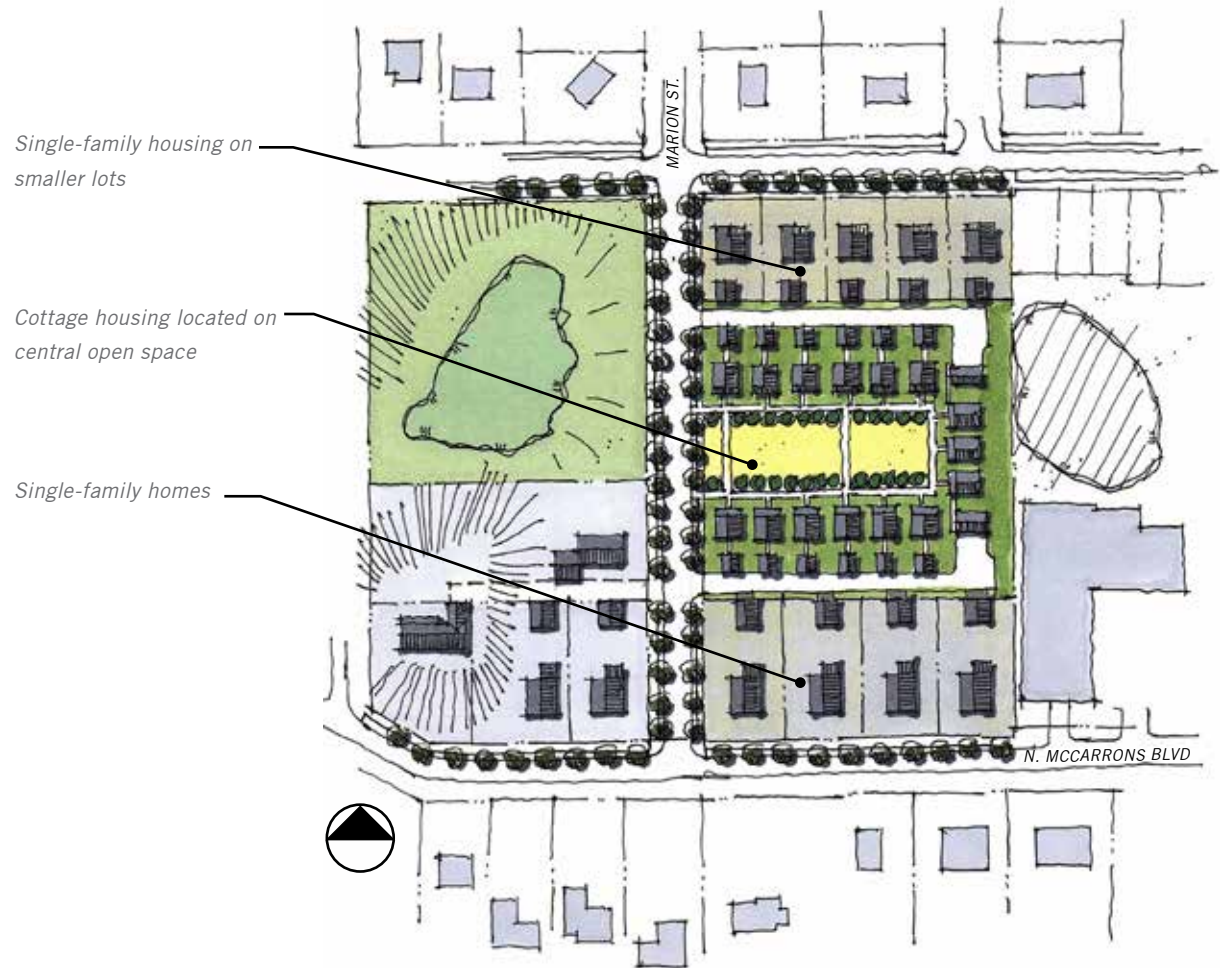 MARION ST.
Single-family housing on
smaller lots
Cottage housing located on
central open space
Single-family homes
N. MCCARRONS BLVD